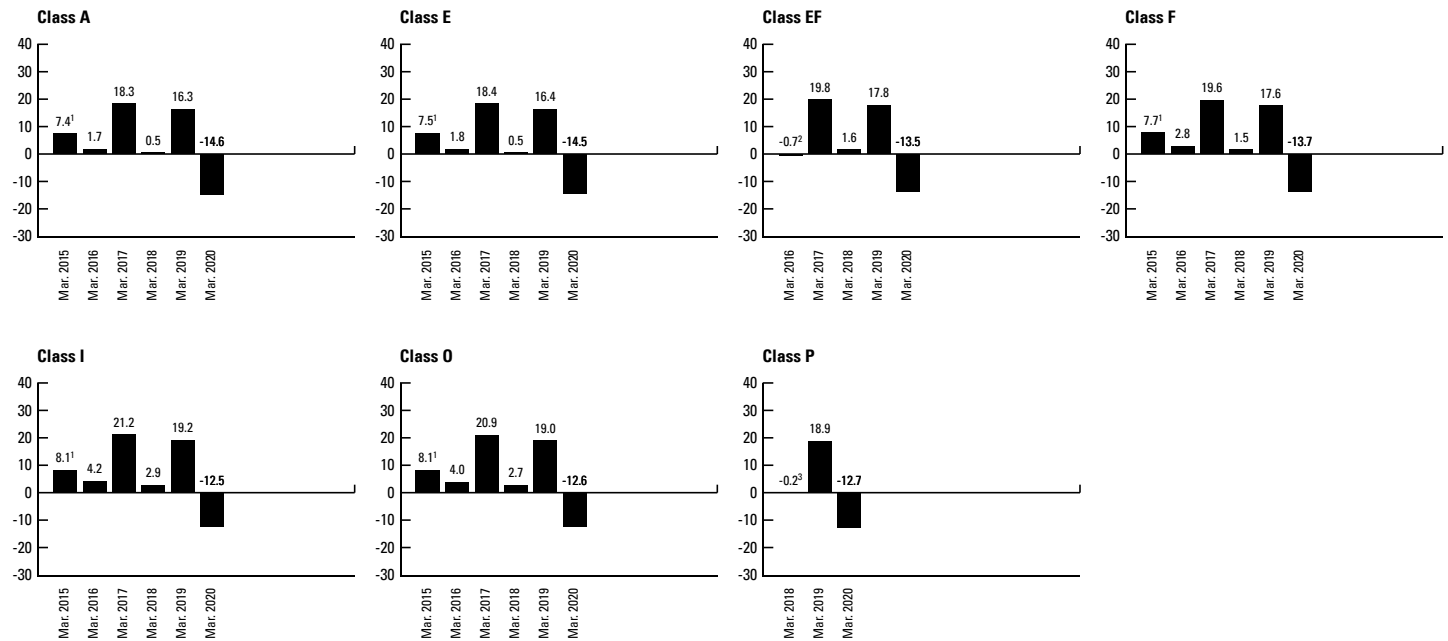 Class A
40
30
20
10
0
-10
-20
-30
7.4¹
1.7
18.3
0.5
16.3
-14.6
Mar. 2015
Mar. 2016
Mar. 2017
Mar. 2018
Mar. 2019
Mar. 2020
Class E
40
30
20
10
0
-10
-20
-30
7.5¹
1.8
18.4
0.5
16.4
-14.5
Mar. 2015
Mar. 2016
Mar. 2017
Mar. 2018
Mar. 2019
Mar. 2020
Class EF
40
30
20
10
0
-10
-20
-30
-0.7²
19.8
1.6
17.8
-13.5
Mar. 2016
Mar. 2017
Mar. 2018
Mar. 2019
Mar. 2020
Class F
40
30
20
10
0
-10
-20
-30
7.7¹
2.8
19.6
1.5
17.6
-13.7
Mar. 2015
Mar. 2016
Mar. 2017
Mar. 2018
Mar. 2019
Mar. 2020
Class I
40
30
20
10
0
-10
-20
-30
8.1¹
4.2
21.2
2.9
19.2
-12.5
Mar. 2015
Mar. 2016
Mar. 2017
Mar. 2018
Mar. 2019
Mar. 2020
Class O
40
30
20
10
0
-10
-20
-30
8.1¹
4.0
20.9
2.7
19.0
-12.6
Mar. 2015
Mar. 2016
Mar. 2017
Mar. 2018
Mar. 2019
Mar. 2020
Class P
40
30
20
10
0
-10
-20
-30
-0.2³
18.9
-12.7
Mar. 2018
Mar. 2019
Mar. 2020